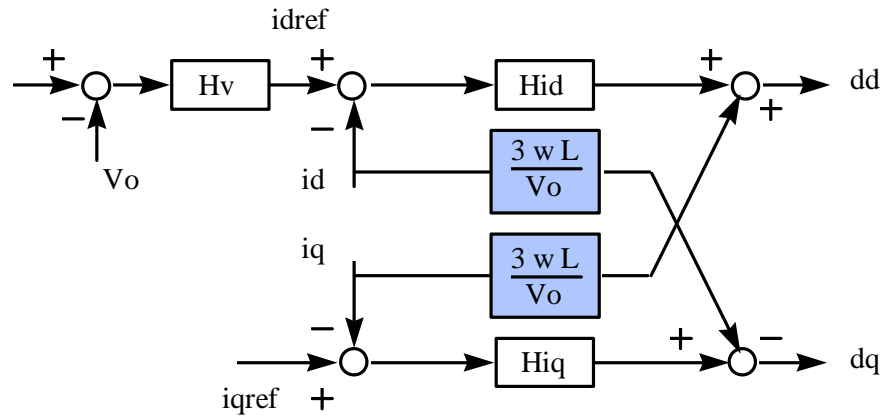 idref
+
+
+
Hv
Hid
dd
−
−
+
Vo
id
3 w L
Vo
iq
3 w L
Vo
−
+
−
Hiq
dq
iqref
+